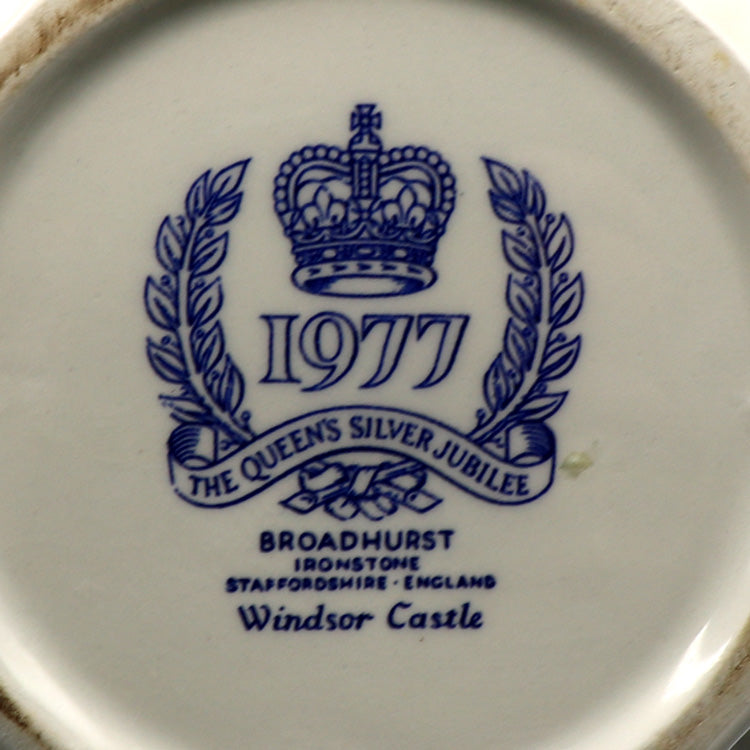 1977
THE QUEEN'S SILVER JUBILEE
BROADHURST
IRONSTONE
STAFFORDSHIRE · ENGLAND
Windsor Castle